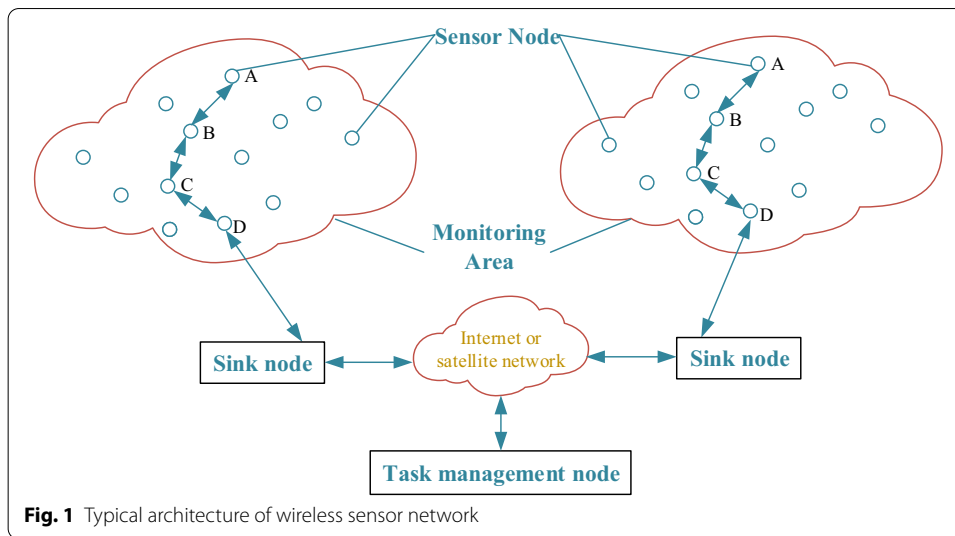 Sensor Node
A
B
C
D
A
B
C
D
Monitoring
Area
Internet or
satellite network
Sink node
Sink node
Task management node
Fig. 1 Typical architecture of wireless sensor network